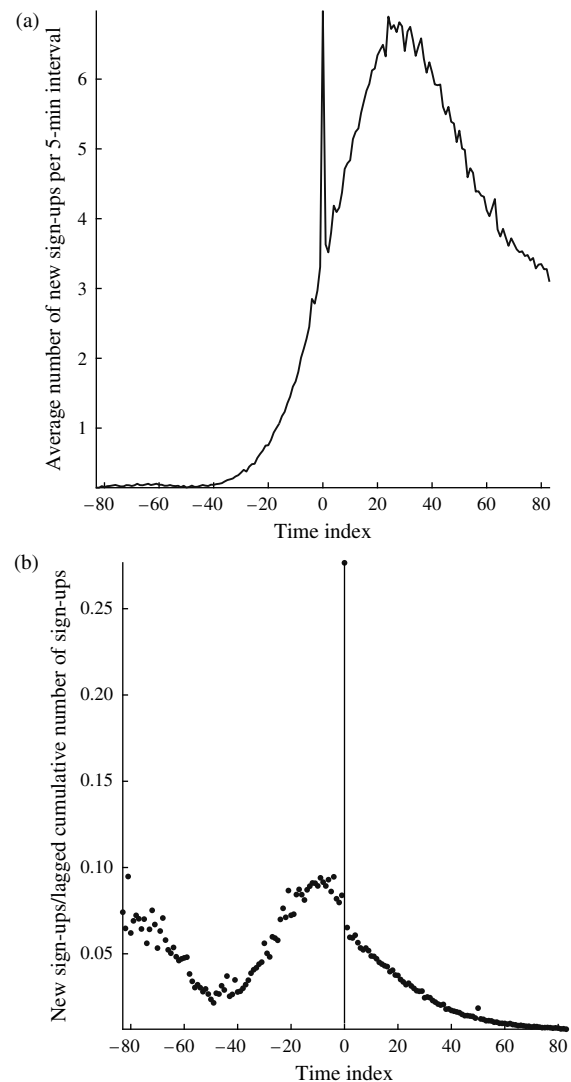 (a)
Average number of new sign-ups per 5-min interval
6
5
4
3
2
1
−80 −60 −40 −20 0 20 40 60 80
Time index
(b)
New sign-ups/lagged cumulative number of sign-ups
0.25
0.20
0.15
0.10
0.05
−80 −60 −40 −20 0 20 40 60 80
Time index